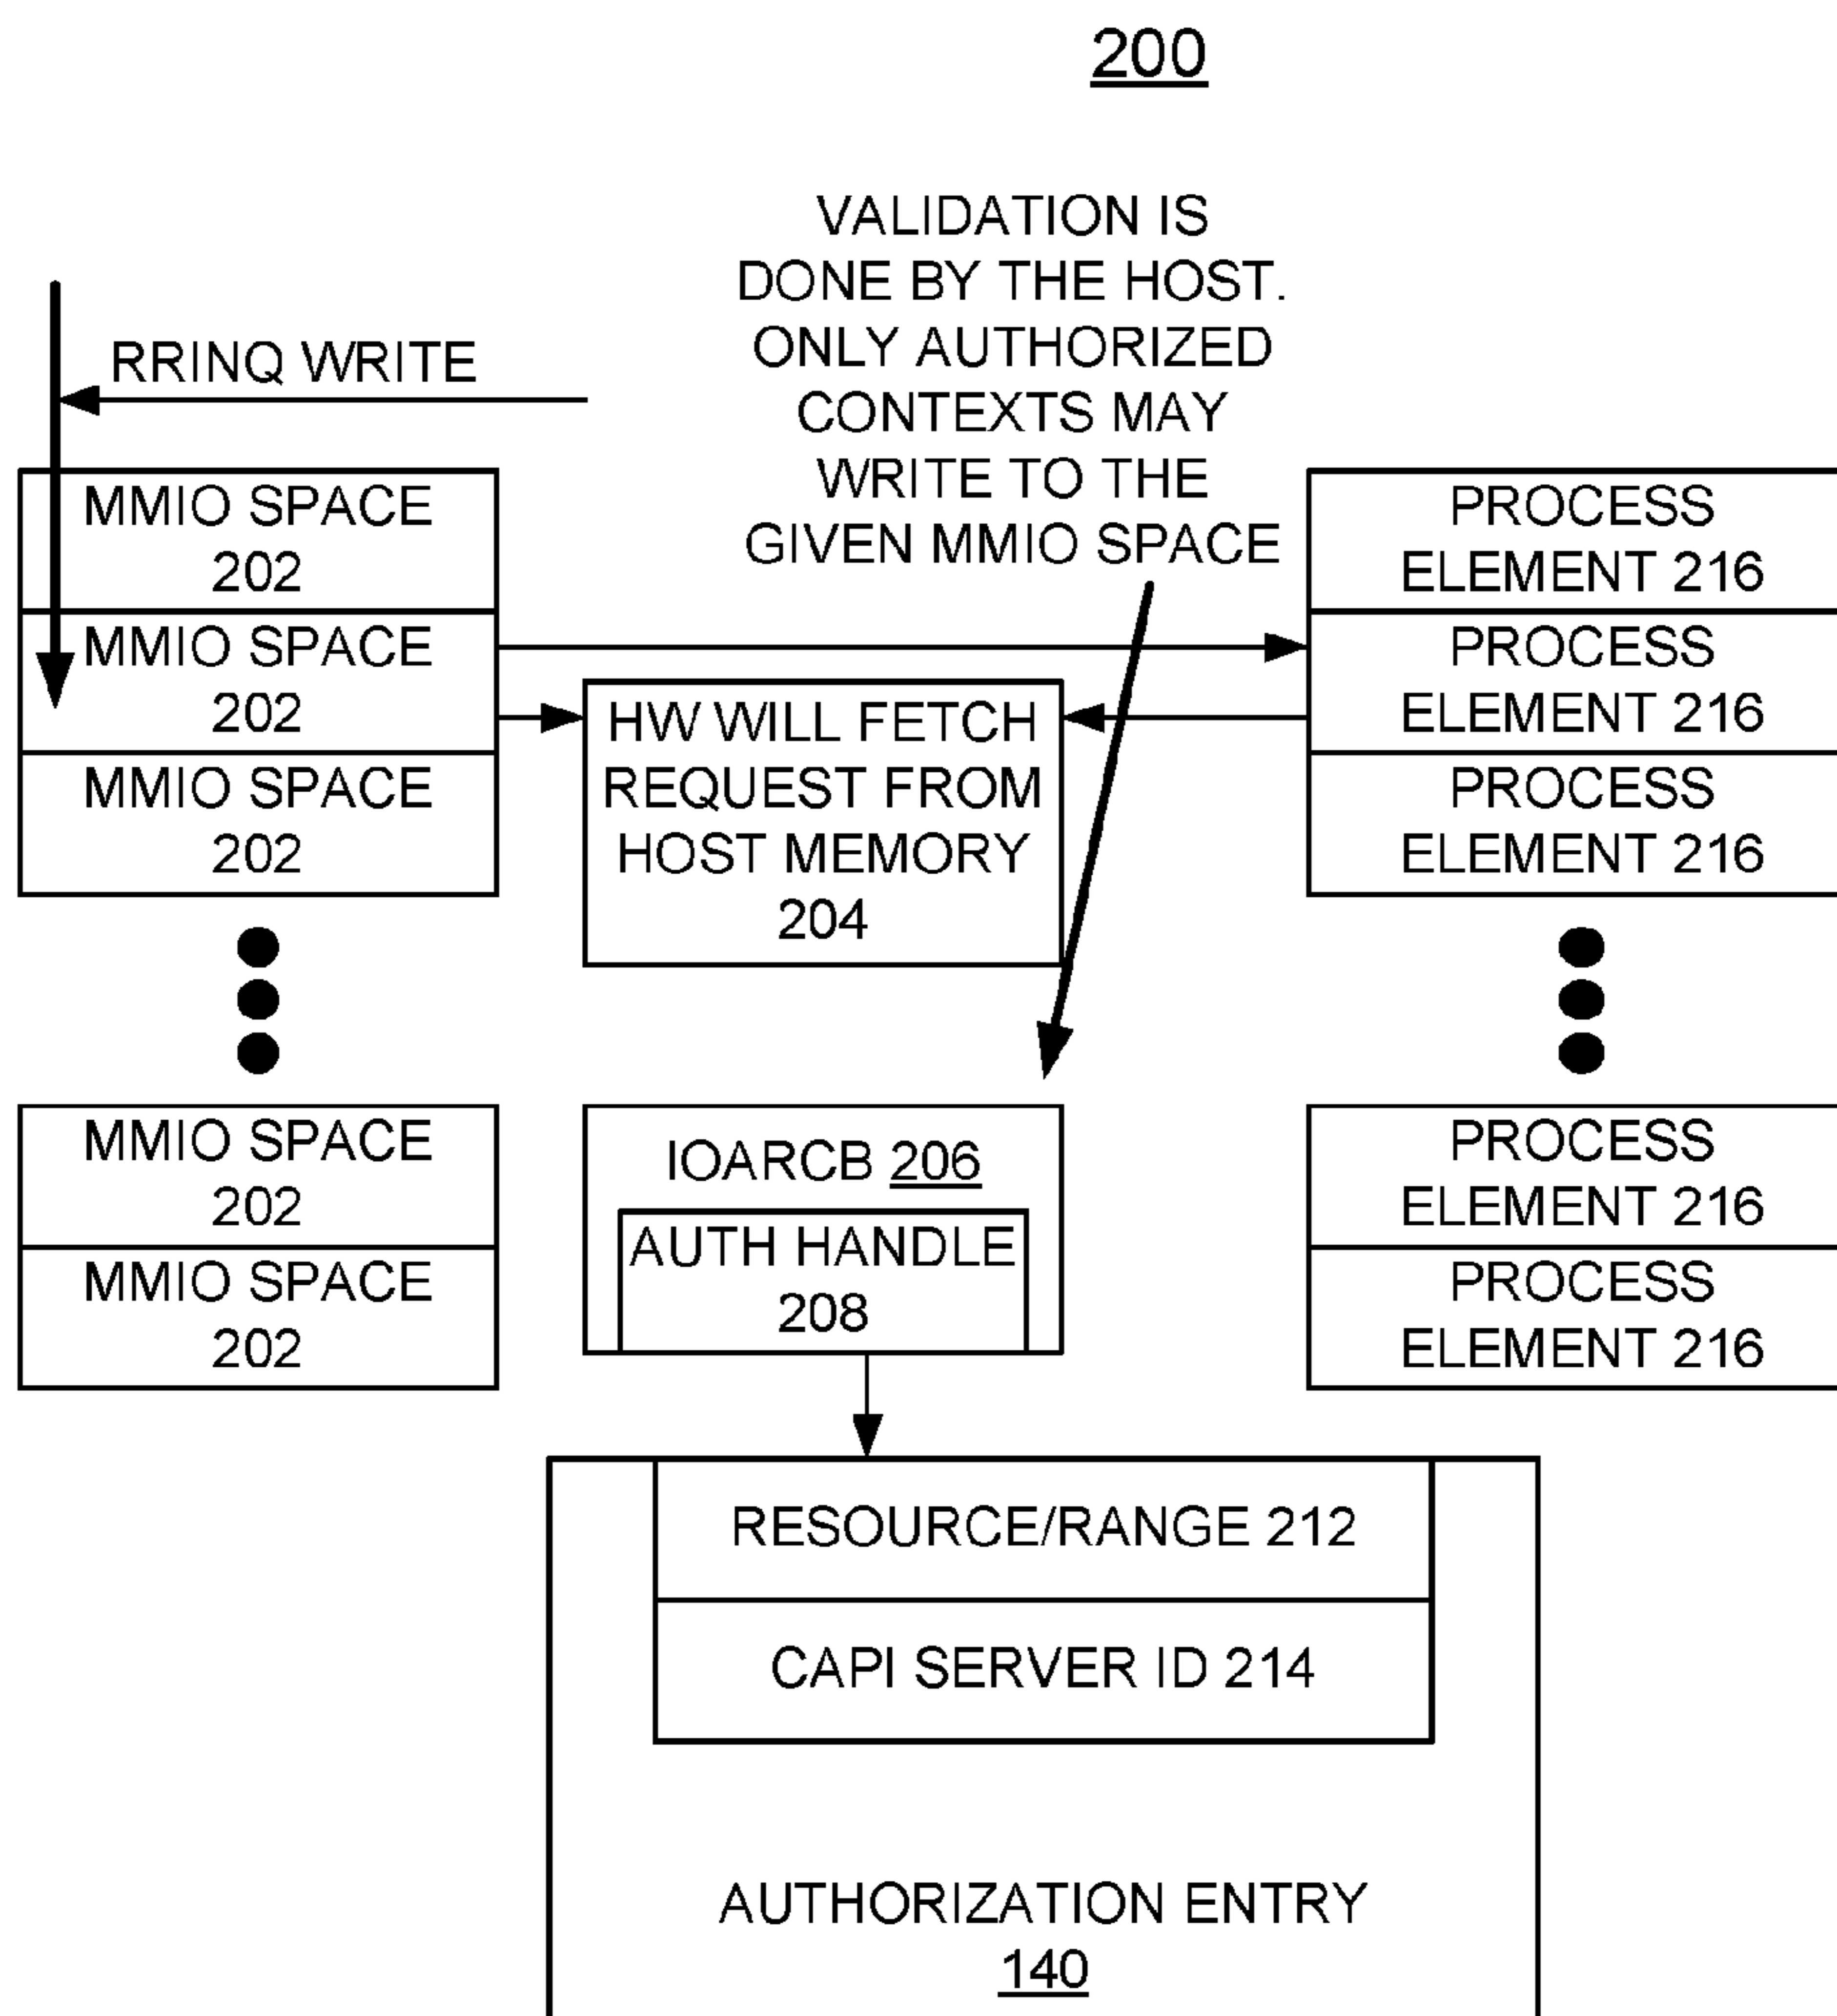 200
VALIDATION IS
DONE BY THE HOST.
ONLY AUTHORIZED
CONTEXTS MAY
WRITE TO THE
GIVEN MMIO SPACE
RRINQ WRITE
MMIO SPACE
202
MMIO SPACE
202
MMIO SPACE
202
HW WILL FETCH
REQUEST FROM
HOST MEMORY
204
PROCESS
ELEMENT 216
PROCESS
ELEMENT 216
PROCESS
ELEMENT 216
MMIO SPACE
202
MMIO SPACE
202
IOARCB 206
AUTH HANDLE
208
PROCESS
ELEMENT 216
PROCESS
ELEMENT 216
RESOURCE/RANGE 212
CAPI SERVER ID 214
AUTHORIZATION ENTRY
140